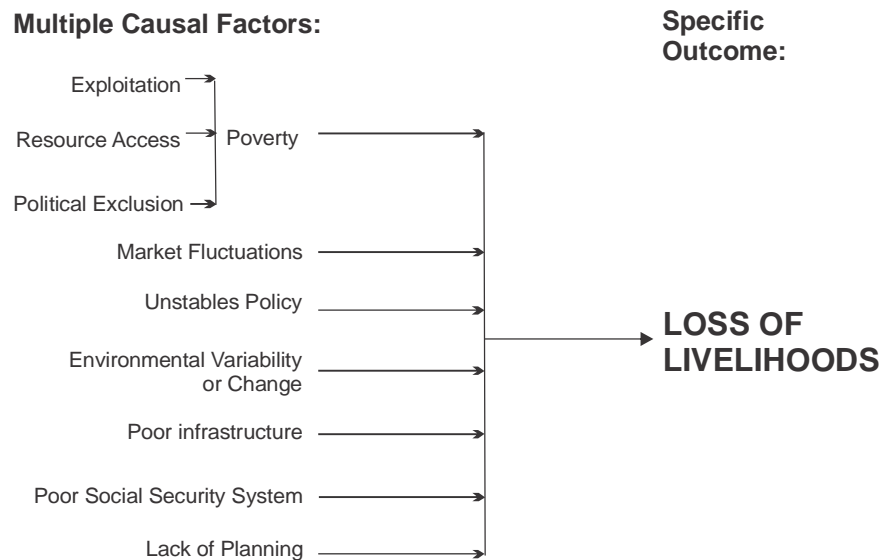 Multiple Causal Factors:
Specific
Outcome:
Exploitation
Resource Access
Poverty
Political Exclusion
Market Fluctuations
Unstables Policy
LOSS OF
LIVELIHOODS
Environmental Variability
or Change
Poor infrastructure
Poor Social Security System
Lack of Planning